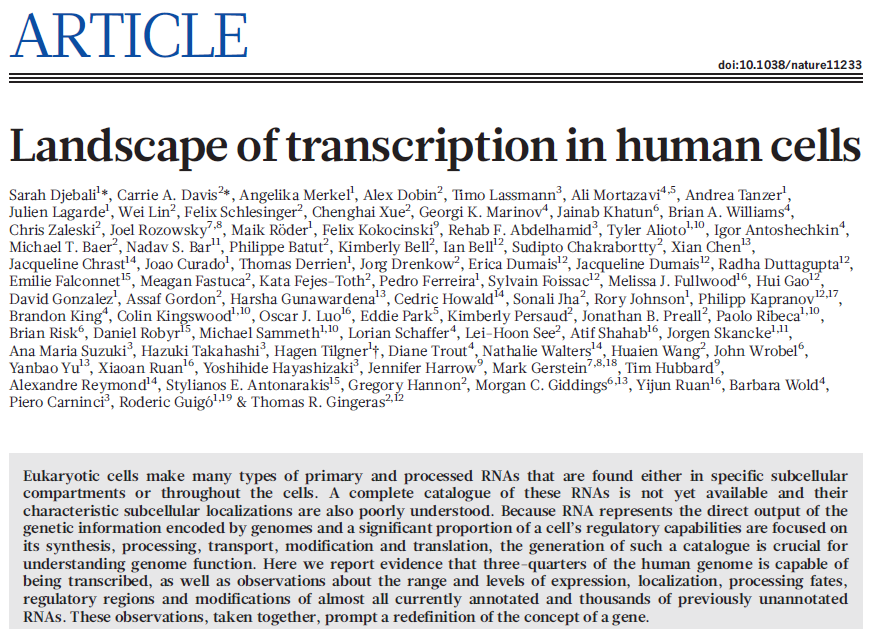 ARTICLE
doi:10.1038/nature11233
Landscape of transcription in human cells
Sarah Djebali1*, Carrie A. Davis2*, Angelika Merkel1, Alex Dobin2, Timo Lassmann3, Ali Mortazavi4,5, Andrea Tanzer1,
Julien Lagarde1, Wei Lin2, Felix Schlesinger2, Chenghai Xue2, Georgi K. Marinov4, Jainab Khatun6, Brian A. Williams4,
Chris Zaleski2, Joel Rozowsky7,8, Maik Röder1, Felix Kokocinski9, Rehab F. Abdelhamid3, Tyler Alioto1,10, Igor Antoshechkin4,
Michael T. Baer2, Nadav S. Bar11, Philippe Batut2, Kimberly Bell2, Ian Bell12, Sudipto Chakrabortty2, Xian Chen13,
Jacqueline Chrast14, Joao Curado1, Thomas Derrien1, Jorg Drenkow2, Erica Dumais12, Jacqueline Dumais12, Radha Duttagupta12,
Emilie Falconnet15, Meagan Fastuca2, Kata Fejes-Toth2, Pedro Ferreira1, Sylvain Foissac12, Melissa J. Fullwood16, Hui Gao12,
David Gonzalez1, Assaf Gordon2, Harsha Gunawardena13, Cedric Howald14, Sonali Jha2, Rory Johnson1, Philipp Kapranov12,17,
Brandon King4, Colin Kingswood1,10, Oscar J. Luo16, Eddie Park5, Kimberly Persaud2, Jonathan B. Preall2, Paolo Ribeca1,10,
Brian Risk6, Daniel Robyr15, Michael Sammeth1,10, Lorian Schaffer4, Lei-Hoon See2, Atif Shahab16, Jorgen Skancke1,11,
Ana Maria Suzuki3, Hazuki Takahashi3, Hagen Tilgner1†, Diane Trout4, Nathalie Walters14, Huaien Wang2, John Wrobel6,
Yanbao Yu13, Xiaoan Ruan16, Yoshihide Hayashizaki3, Jennifer Harrow9, Mark Gerstein7,8,18, Tim Hubbard9,
Alexandre Reymond14, Stylianos E. Antonarakis15, Gregory Hannon2, Morgan C. Giddings6,13, Yijun Ruan16, Barbara Wold4,
Piero Carninci3, Roderic Guigó1,19 & Thomas R. Gingeras2,12
Eukaryotic cells make many types of primary and processed RNAs that are found either in specific subcellular
compartments or throughout the cells. A complete catalogue of these RNAs is not yet available and their
characteristic subcellular localizations are also poorly understood. Because RNA represents the direct output of the
genetic information encoded by genomes and a significant proportion of a cell's regulatory capabilities are focused on
its synthesis, processing, transport, modification and translation, the generation of such a catalogue is crucial for
understanding genome function. Here we report evidence that three-quarters of the human genome is capable of
being transcribed, as well as observations about the range and levels of expression, localization, processing fates,
regulatory regions and modifications of almost all currently annotated and thousands of previously unannotated
RNAs. These observations, taken together, prompt a redefinition of the concept of a gene.